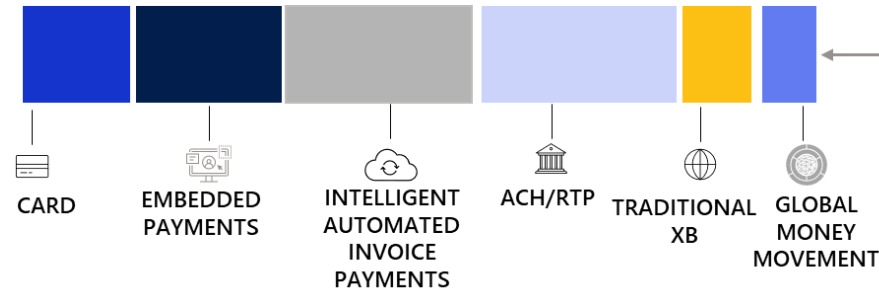 CARD
EMBEDDED
PAYMENTS
INTELLIGENT
AUTOMATED
INVOICE
PAYMENTS
ACH/RTP
TRADITIONAL
XB
GLOBAL
MONEY
MOVEMENT